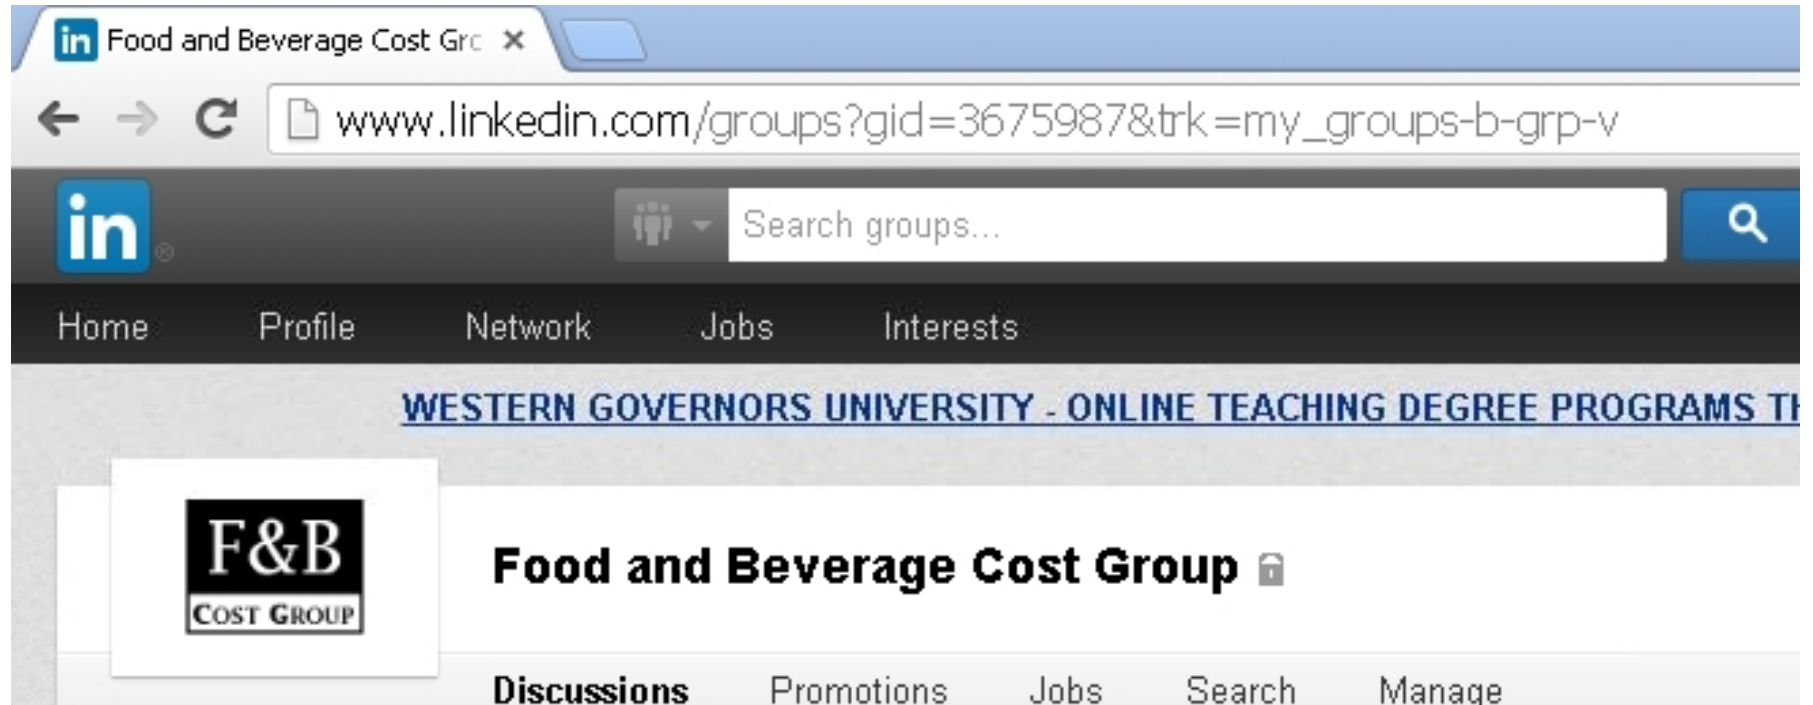 in Food and Beverage Cost Grc
www.linkedin.com/groups?gid=3675987&trk=my_groups-b-grp-v
in ® Search groups...
Home Profile Network Jobs Interests
WESTERN GOVERNORS UNIVERSITY - ONLINE TEACHING DEGREE PROGRAMS TH
F&B
COST GROUP
Food and Beverage Cost Group
Discussions Promotions Jobs Search Manage